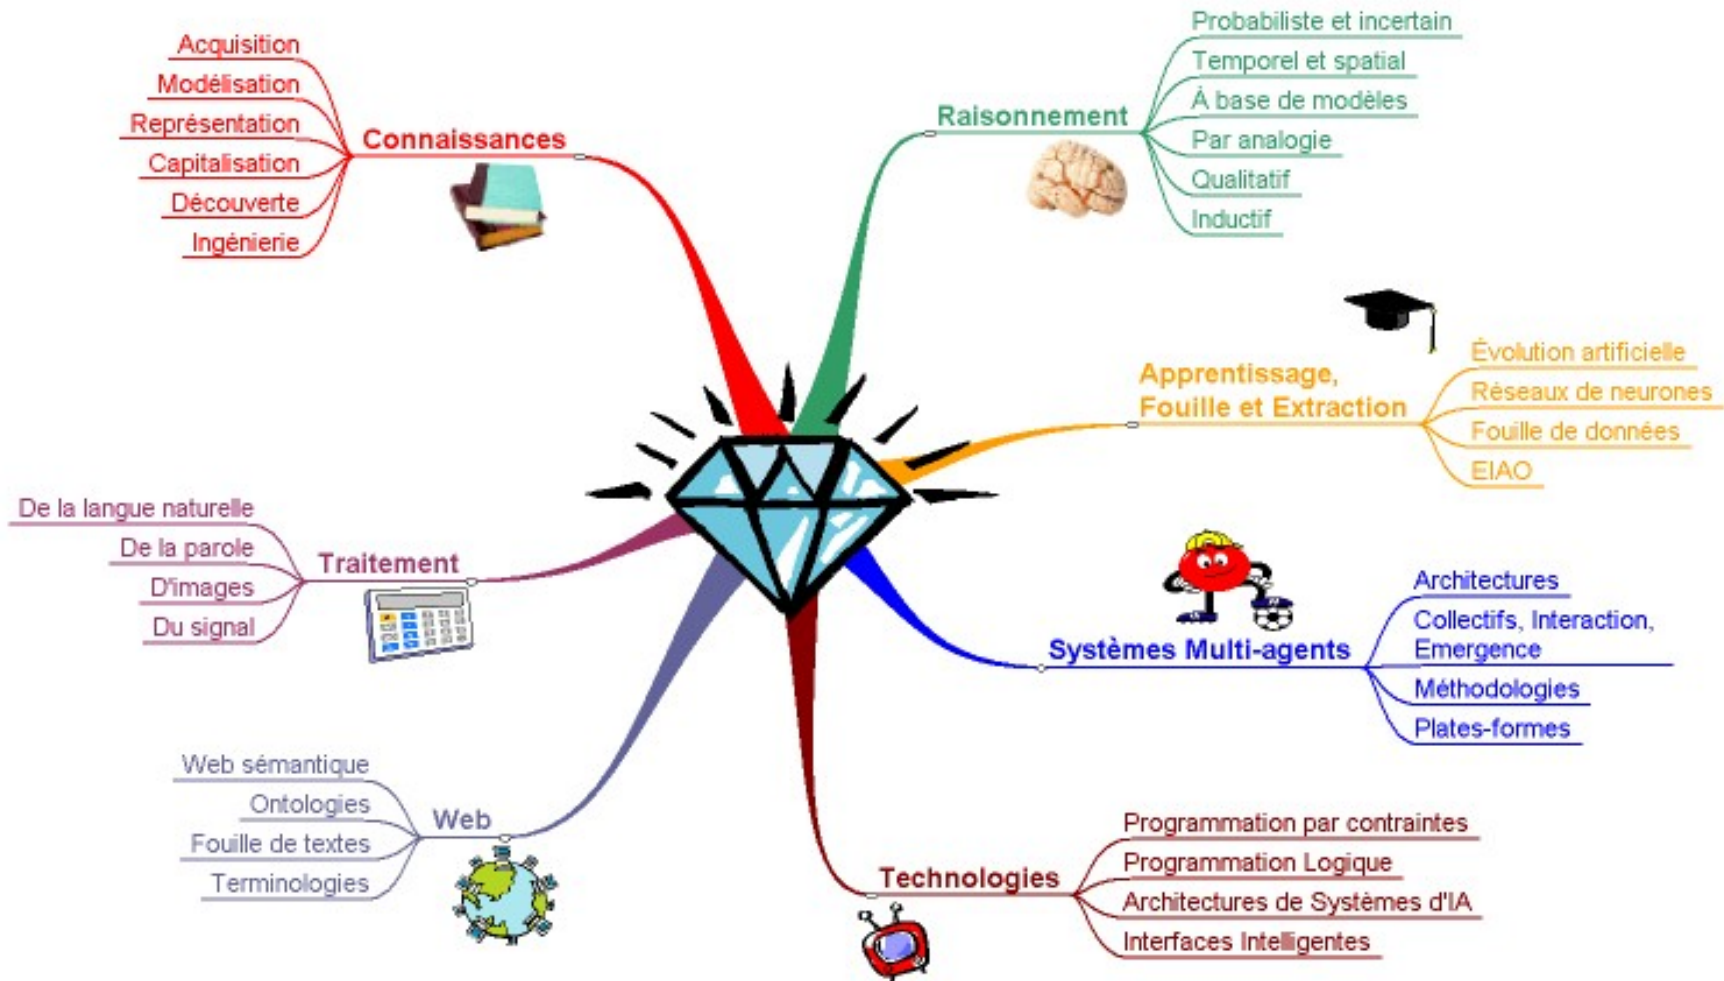 Connaissances
Acquisition
Modélisation
Représentation
Capitalisation
Découverte
Ingénierie
Raisonnement
Probabiliste et incertain
Temporel et spatial
À base de modèles
Par analogie
Qualitatif
Inductif
Apprentissage,
Fouille et Extraction
Évolution artificielle
Réseaux de neurones
Fouille de données
EIAO
Traitement
De la langue naturelle
De la parole
D'images
Du signal
Systèmes Multi-agents
Architectures
Collectifs, Interaction,
Emergence
Méthodologies
Plates-formes
Web
Web sémantique
Ontologies
Fouille de textes
Terminologies
Technologies
Programmation par contraintes
Programmation Logique
Architectures de Systèmes d'IA
Interfaces Intelligentes